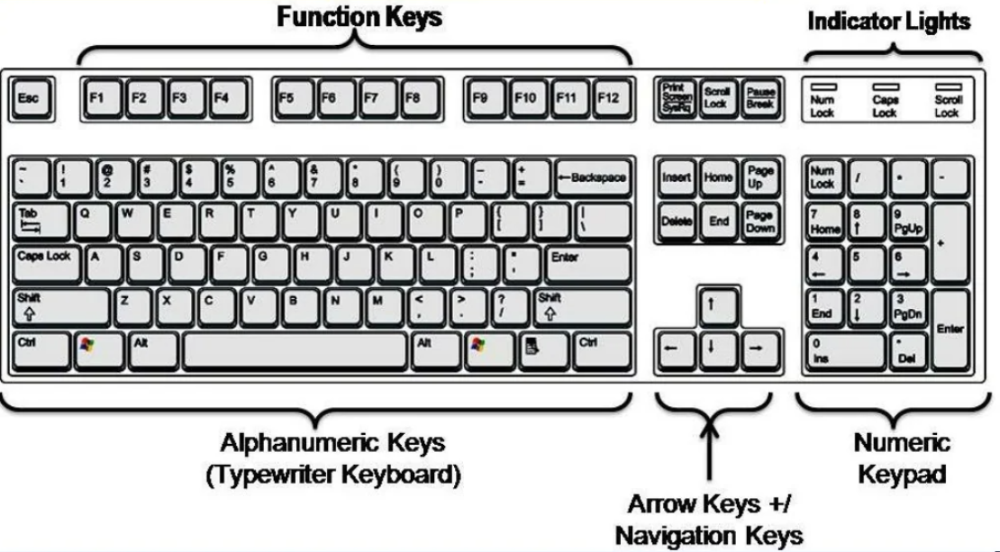 Function Keys
Indicator Lights
Esc
F1 F2 F3 F4
F5 F6 F7 F8
F9 F10 F11 F12
Print Screen SysRq
Scroll Lock
Pause Break
Num Lock
Caps Lock
Scroll Lock
~ `
! 1
@ 2
# 3
$ 4
% 5
^ 6
& 7
* 8
( 9
) 0
– -
+ =
←Backspace
Insert Home Page Up
Num Lock / * -
Tab Q W E R T Y U I O P { [ } ] | \
Delete End Page Down
7 Home
8 ↑
9 PgUp
+
Caps Lock A S D F G H J K L : ; " ' Enter
4 ←
5
6 →
Shift Z X C V B N M < , > . ? / Shift
↑
1 End
2 ↓
3 PgDn
Enter
Ctrl Alt Alt Ctrl
← ↓ →
0 Ins
. Del
Alphanumeric Keys
(Typewriter Keyboard)
Numeric
Keypad
Arrow Keys +/
Navigation Keys